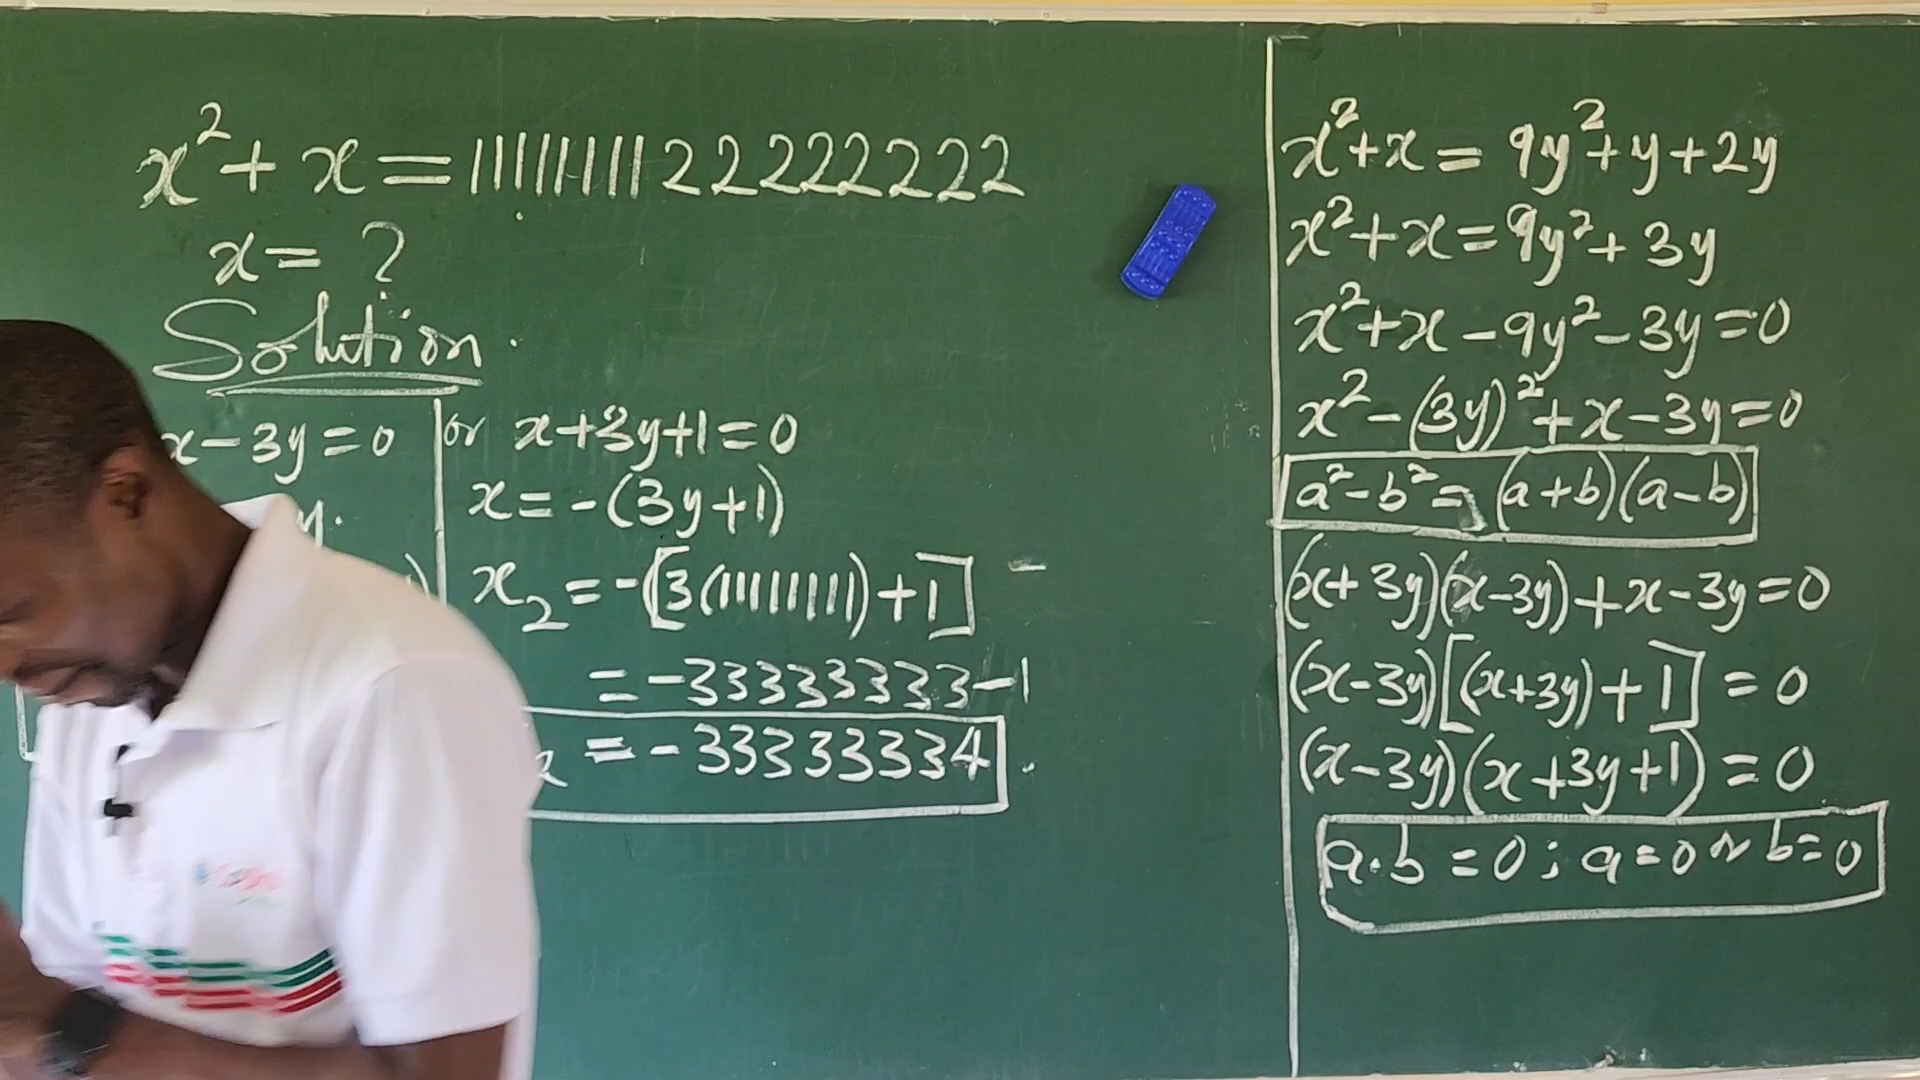 x² + x = 1111111122222222
x = ?
Solution.
x - 3y = 0
y.
)
or x + 3y + 1 = 0
x = -(3y + 1)
x₂ = -[3(11111111) + 1]
= -33333333 - 1
= -33333334.
x² + x = 9y² + y + 2y
x² + x = 9y² + 3y
x² + x - 9y² - 3y = 0
x² - (3y)² + x - 3y = 0
a² - b² = (a + b)(a - b)
(x + 3y)(x - 3y) + x - 3y = 0
(x - 3y)[(x + 3y) + 1] = 0
(x - 3y)(x + 3y + 1) = 0
a·b = 0; a = 0 or b = 0